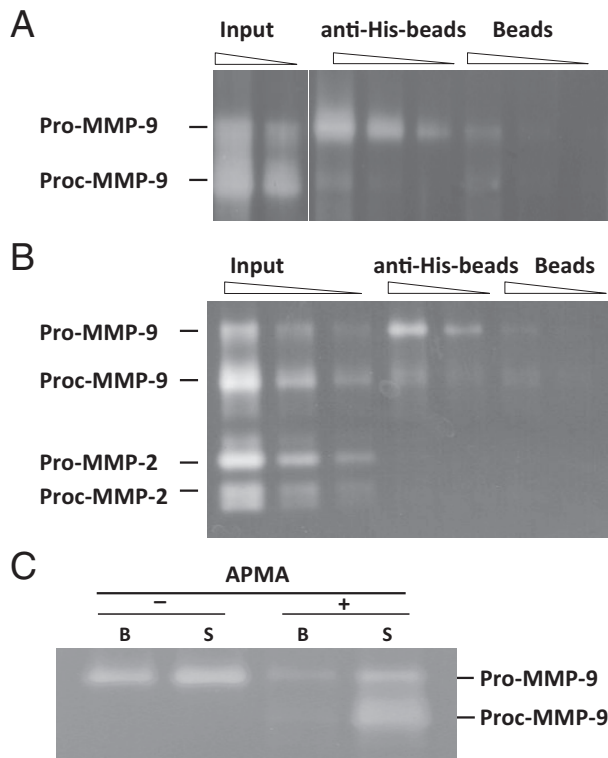 A
Input anti-His-beads Beads
Pro-MMP-9
Proc-MMP-9
B
Input anti-His-beads Beads
Pro-MMP-9
Proc-MMP-9
Pro-MMP-2
Proc-MMP-2
C
APMA
– +
B S B S
Pro-MMP-9
Proc-MMP-9